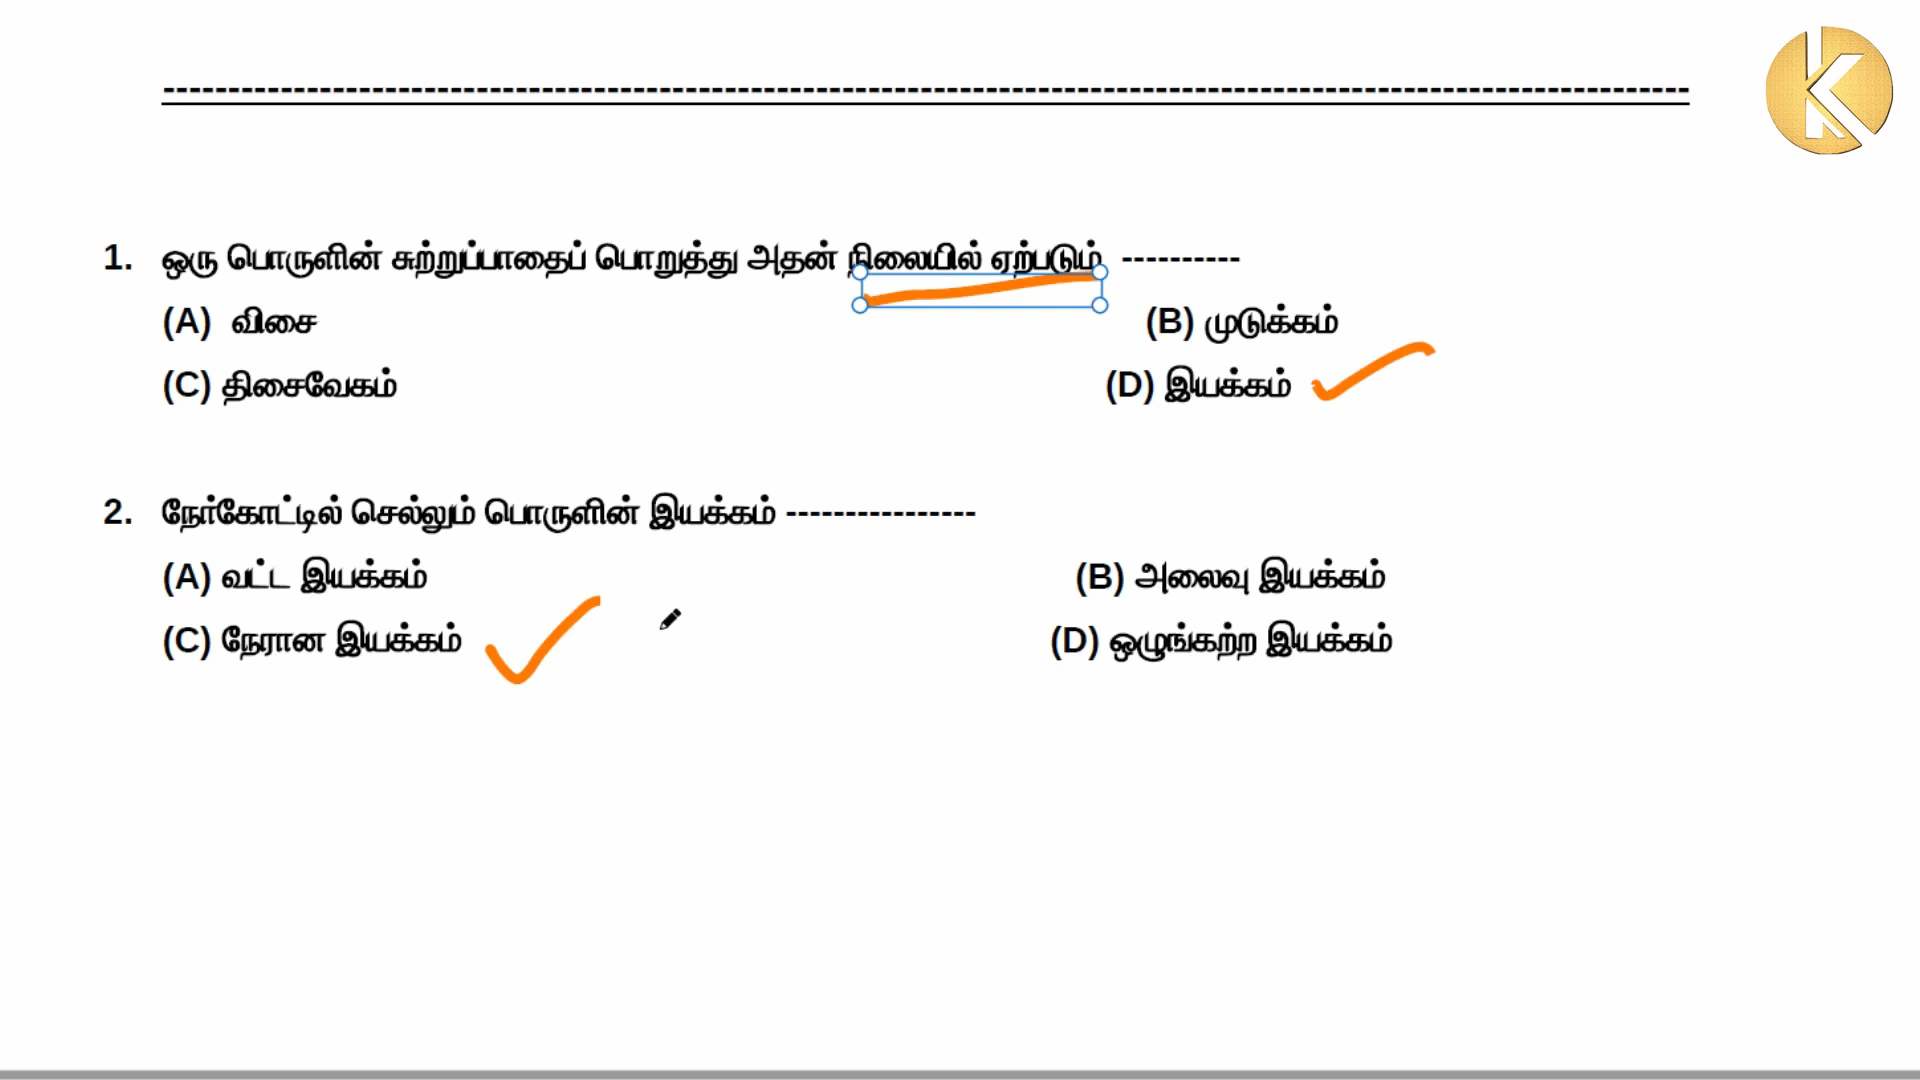 1. ஒரு பொருளின் சுற்றுப்பாதைப் பொறுத்து அதன் நிலையில் ஏற்படும் ----------
(A) விசை (B) முடுக்கம்
(C) திசைவேகம் (D) இயக்கம்
2. நேர்கோட்டில் செல்லும் பொருளின் இயக்கம் ----------------
(A) வட்ட இயக்கம் (B) அலைவு இயக்கம்
(C) நேரான இயக்கம் (D) ஒழுங்கற்ற இயக்கம்